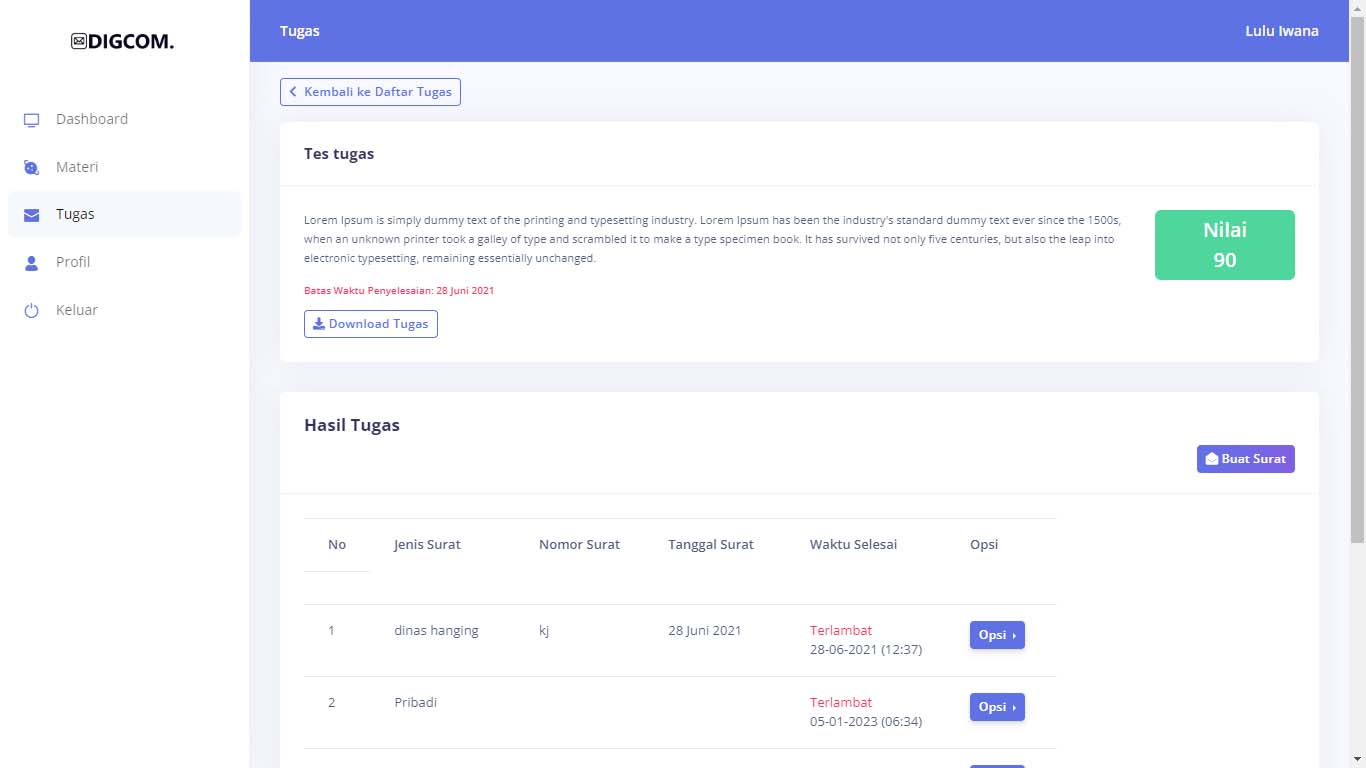 DIGCOM.
Dashboard
Materi
Tugas
Profil
Keluar
Tugas
Lulu Iwana
Kembali ke Daftar Tugas
Tes tugas
Lorem Ipsum is simply dummy text of the printing and typesetting industry. Lorem Ipsum has been the industry's standard dummy text ever since the 1500s,
when an unknown printer took a galley of type and scrambled it to make a type specimen book. It has survived not only five centuries, but also the leap into
electronic typesetting, remaining essentially unchanged.
Nilai
90
Batas Waktu Penyelesaian: 28 Juni 2021
Download Tugas
Hasil Tugas
Buat Surat
No Jenis Surat Nomor Surat Tanggal Surat Waktu Selesai Opsi
1 dinas hanging kj 28 Juni 2021 Terlambat Opsi
28-06-2021 (12:37)
2 Pribadi Terlambat Opsi
05-01-2023 (06:34)